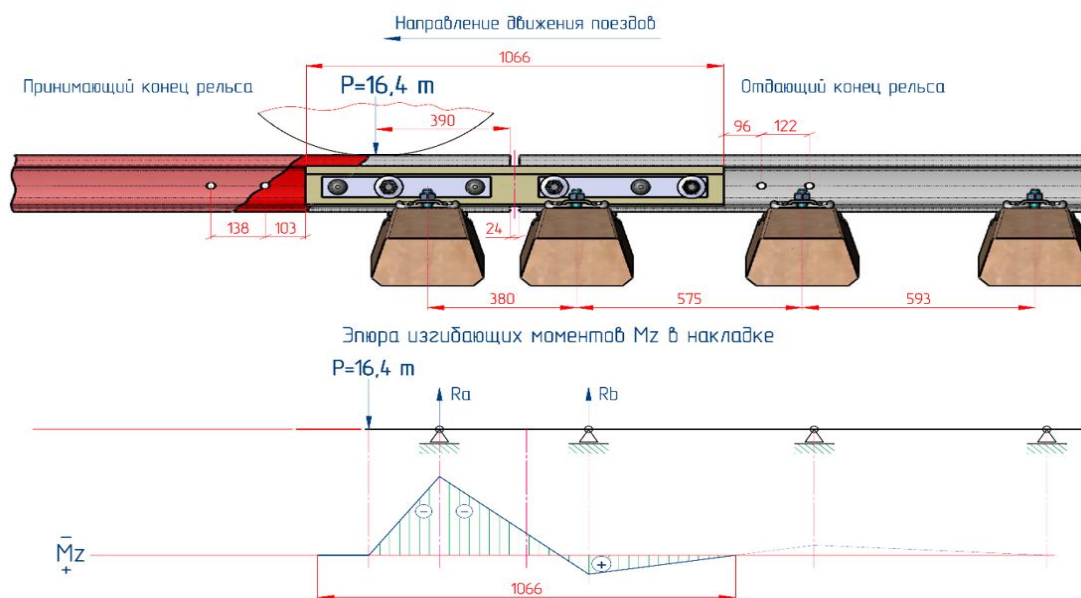 Направление движения поездов
1066
Принимающий конец рельса
P=16,4 т
Отдающий конец рельса
390
96
122
138
103
24
380
575
593
Эпюра изгибающих моментов Mz в накладке
P=16,4 т
Ra
Rb
−
−
+
−
Mz
+
1066